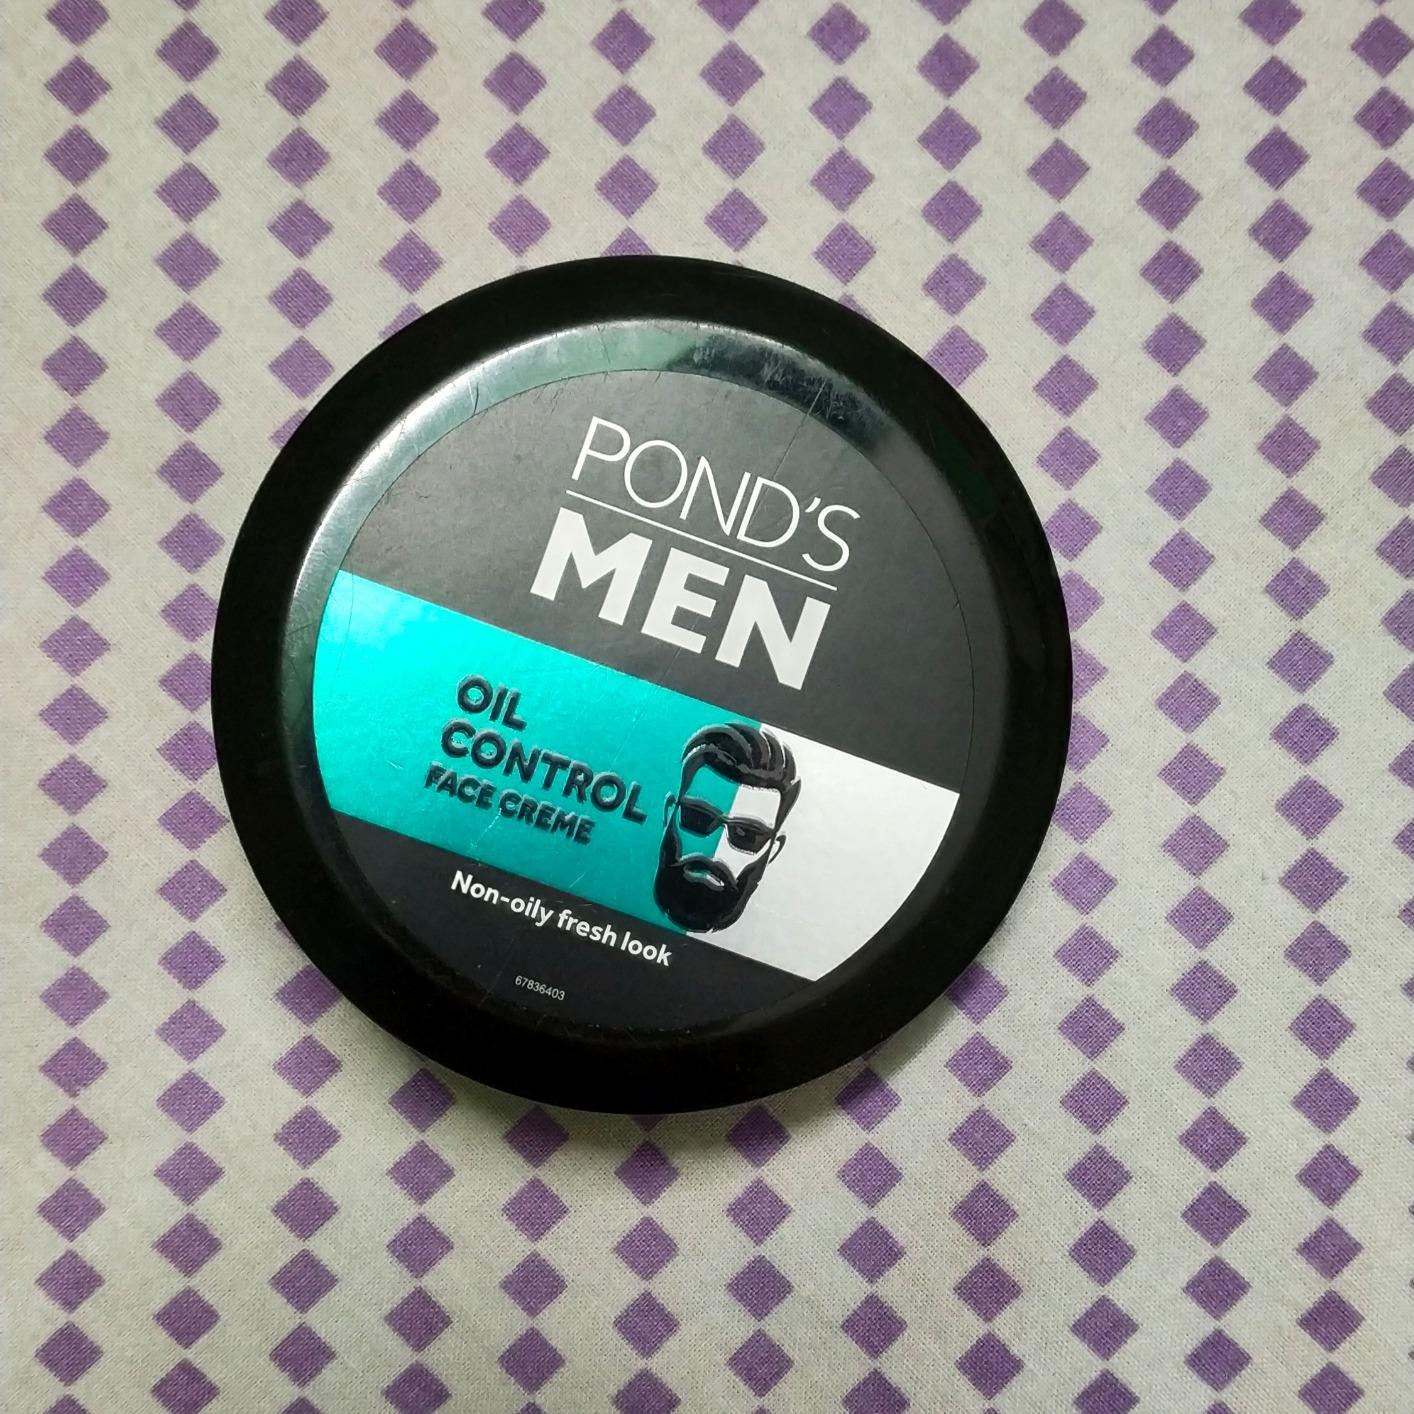 POND'S
MEN
OIL
CONTROL
FACE CREME
Non-oily fresh look
67836403